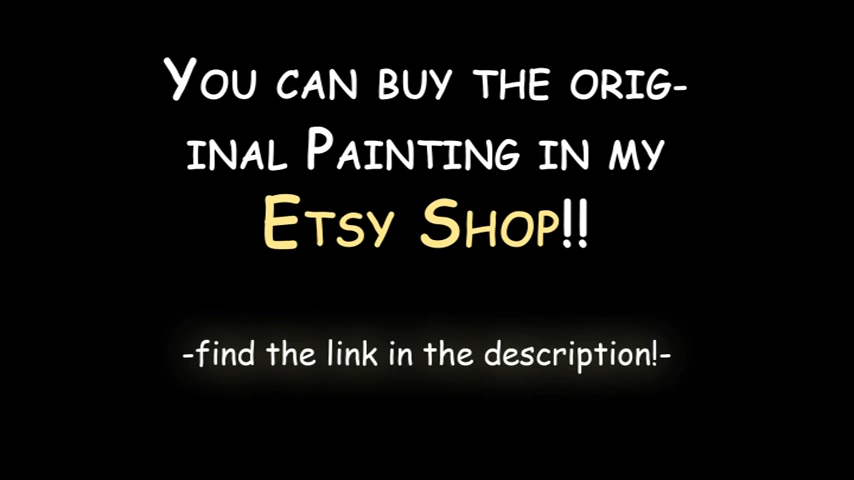 You can buy the orig-
inal Painting in my
Etsy Shop!!
-find the link in the description!-